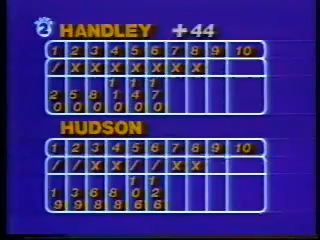 2 HANDLEY +44
1 2 3 4 5 6 7 8 9 10
/ X X X X X X X
20 50 80 110 140 170
HUDSON
1 2 3 4 5 6 7 8 9 10
/ / X X / / X X
19 39 68 88 106 126